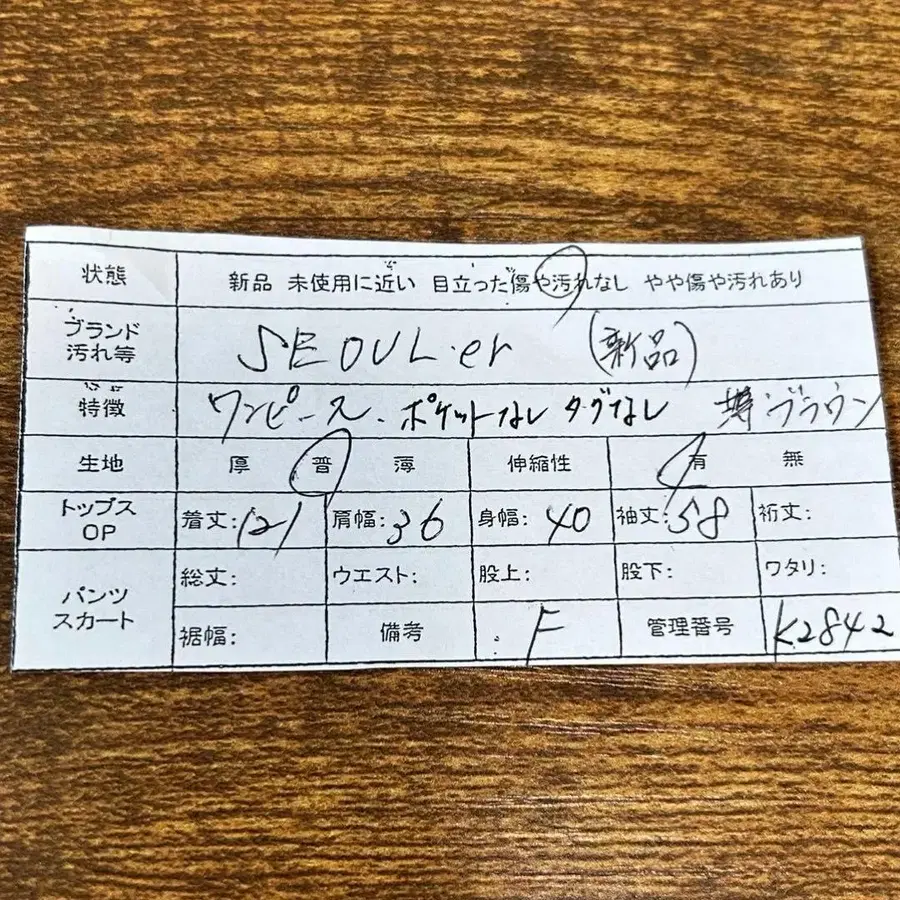 状態 新品 未使用に近い 目立った傷や汚れなし やや傷や汚れあり
ブランド
汚れ等 SEOUL・er (新品)
特徴 ワンピース・ポケットなし タグなし ブラウン
生地 厚 普 薄 伸縮性 有 無
トップス
OP 着丈:121 肩幅:36 身幅:40 袖丈:58 裄丈:
パンツ
スカート 総丈: ウエスト: 股上: 股下: ワタリ:
裾幅: 備考 F 管理番号 K2842